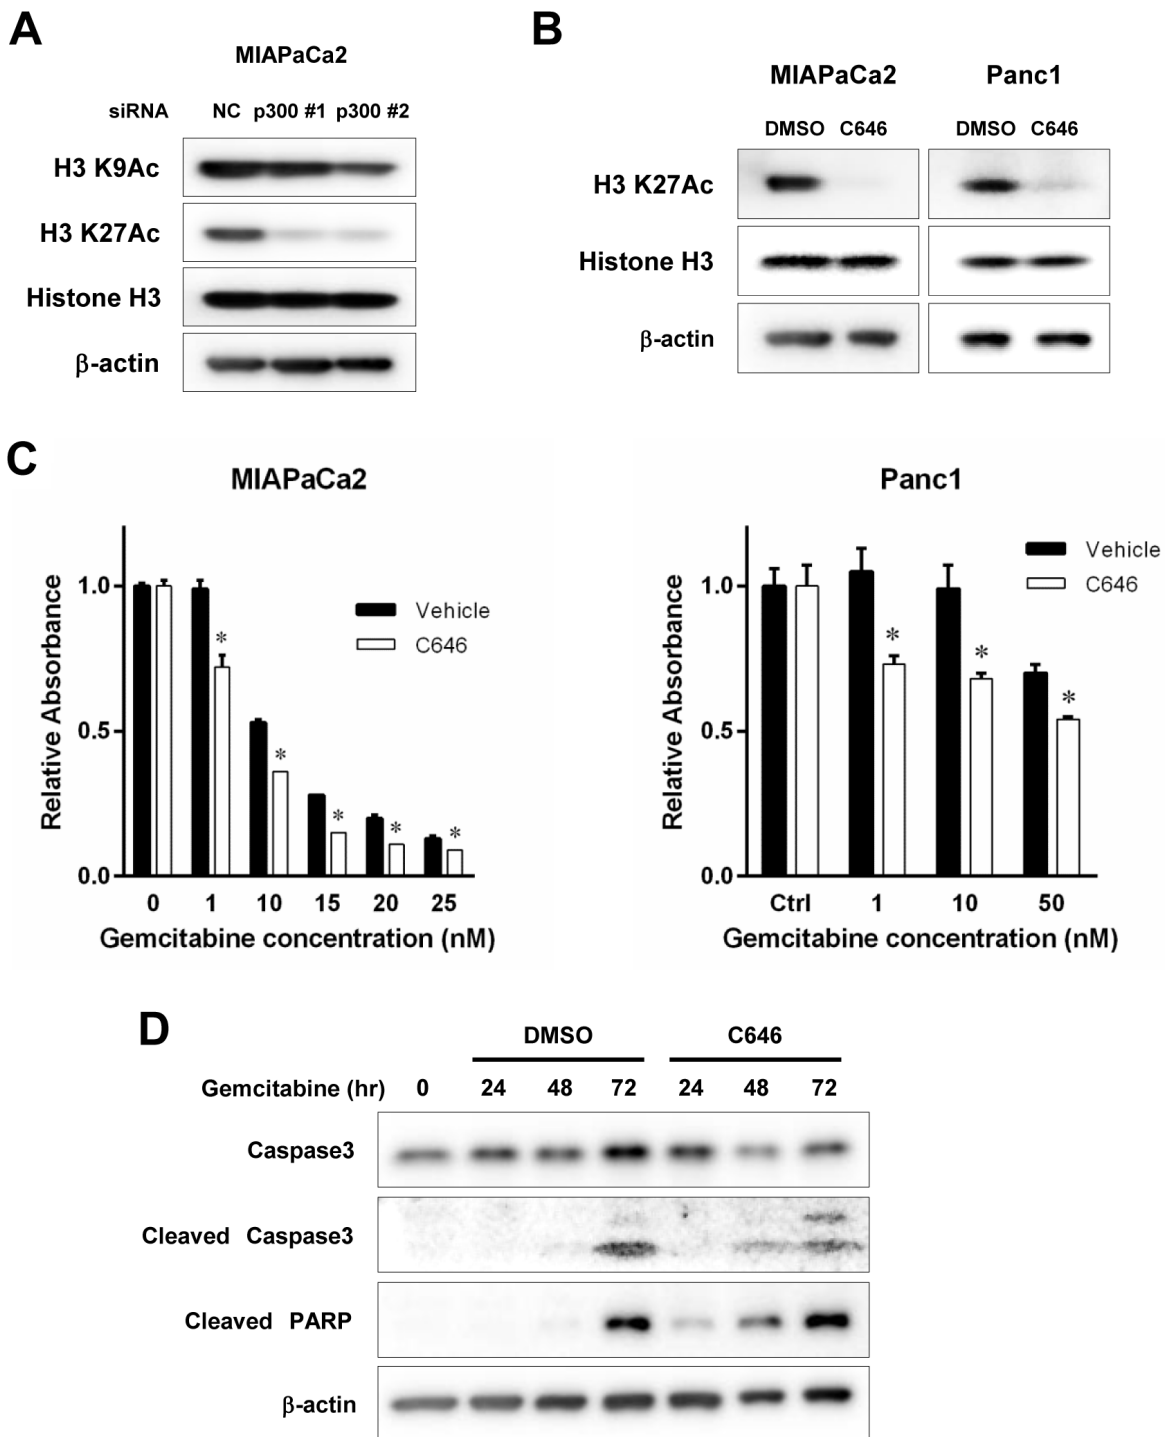 A
MIAPaCa2
siRNA NC p300 #1 p300 #2
H3 K9Ac
H3 K27Ac
Histone H3
β-actin
B
MIAPaCa2 Panc1
DMSO C646 DMSO C646
H3 K27Ac
Histone H3
β-actin
C
MIAPaCa2
Relative Absorbance
1.0
0.5
0.0
Vehicle
C646
* * * * *
0 1 10 15 20 25
Gemcitabine concentration (nM)
Panc1
Relative Absorbance
1.0
0.5
0.0
Vehicle
C646
* * *
Ctrl 1 10 50
Gemcitabine concentration (nM)
D
DMSO C646
Gemcitabine (hr) 0 24 48 72 24 48 72
Caspase3
Cleaved Caspase3
Cleaved PARP
β-actin